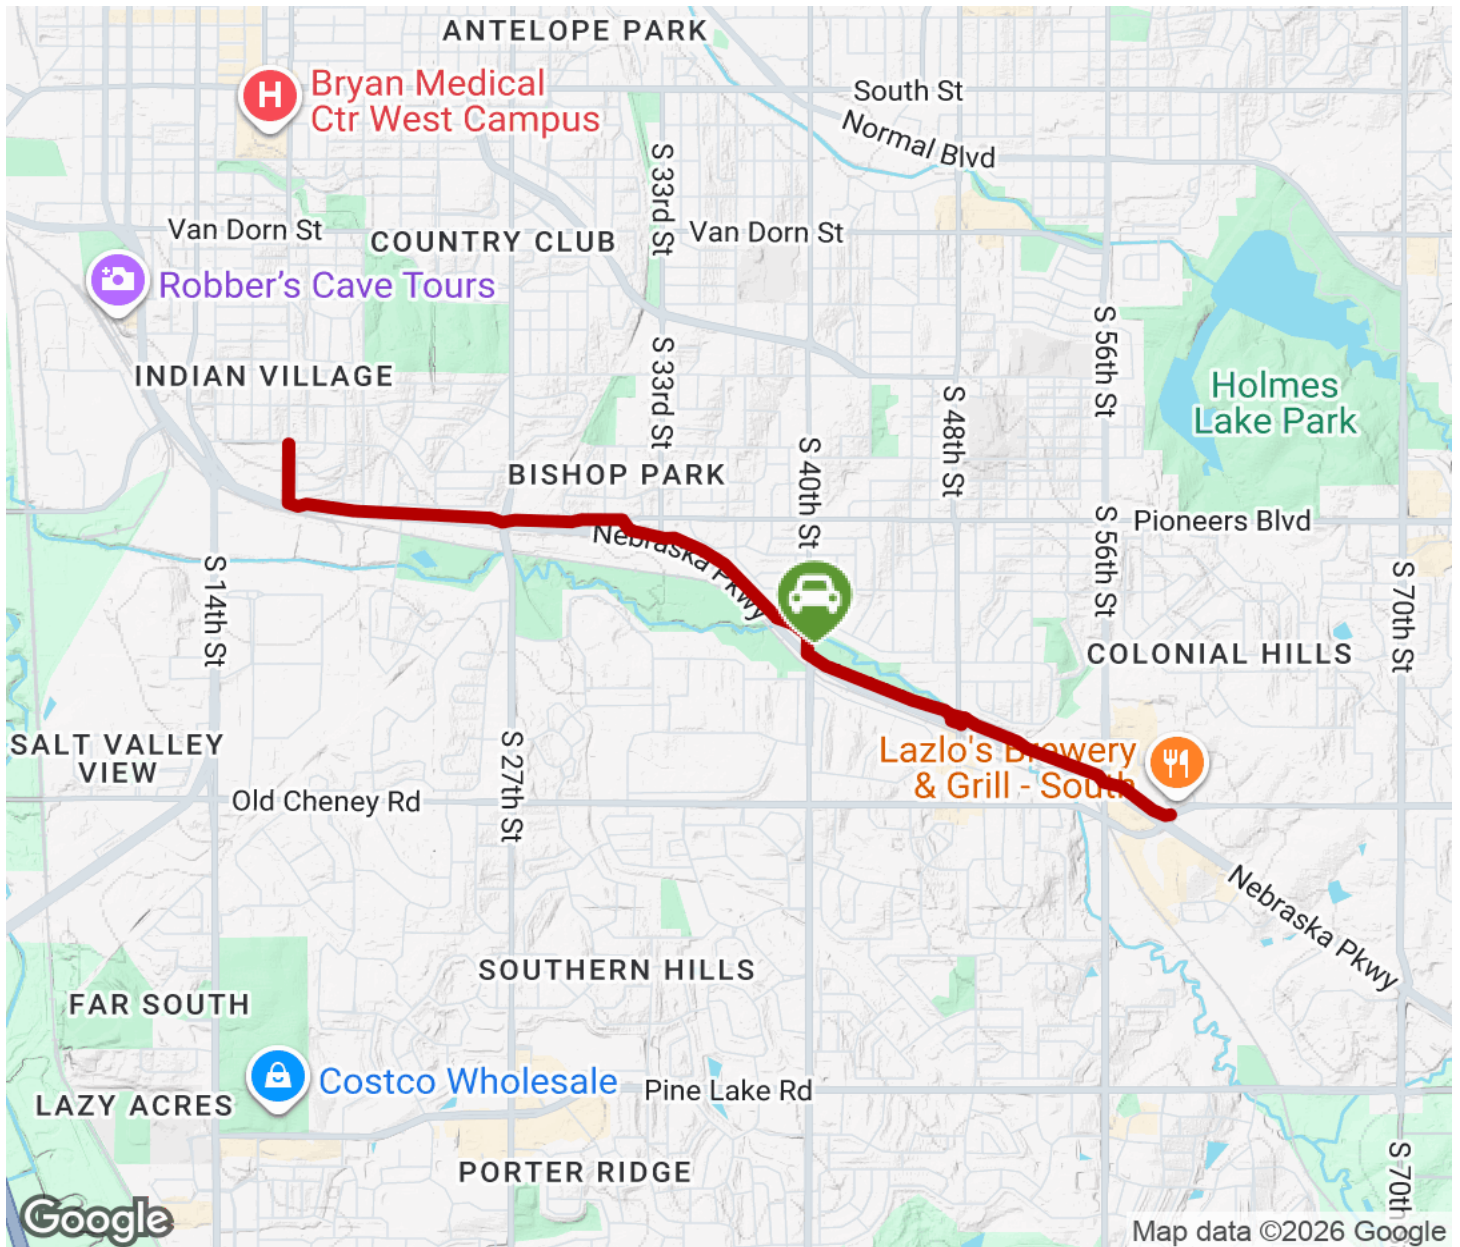 ANTELOPE PARK
H
Bryan Medical
Ctr West Campus
South St
Normal Blvd
S 33rd St
Van Dorn St
COUNTRY CLUB
Van Dorn St
Robber's Cave Tours
S 56th St
S 33rd St
INDIAN VILLAGE
Holmes
Lake Park
S 48th St
S 40th St
BISHOP PARK
Pioneers Blvd
Nebraska Pkwy
S 56th St
S 14th St
S 70th St
COLONIAL HILLS
SALT VALLEY
VIEW
S 27th St
Lazlo's Brewery
& Grill - South
Old Cheney Rd
Nebraska Pkwy
SOUTHERN HILLS
FAR SOUTH
Costco Wholesale
Pine Lake Rd
LAZY ACRES
S 70th
PORTER RIDGE
Google
Map data ©2026 Google